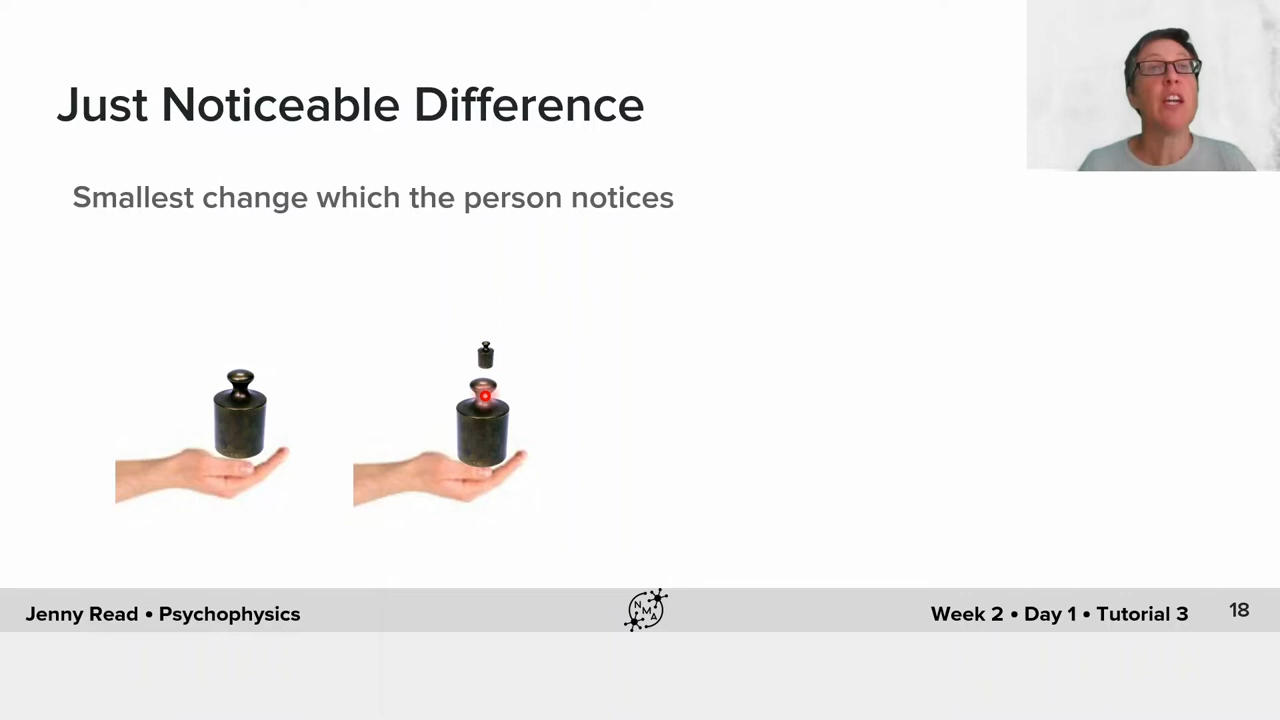 Just Noticeable Difference
Smallest change which the person notices
Jenny Read • Psychophysics
N
M
A
Week 2 • Day 1 • Tutorial 3
18